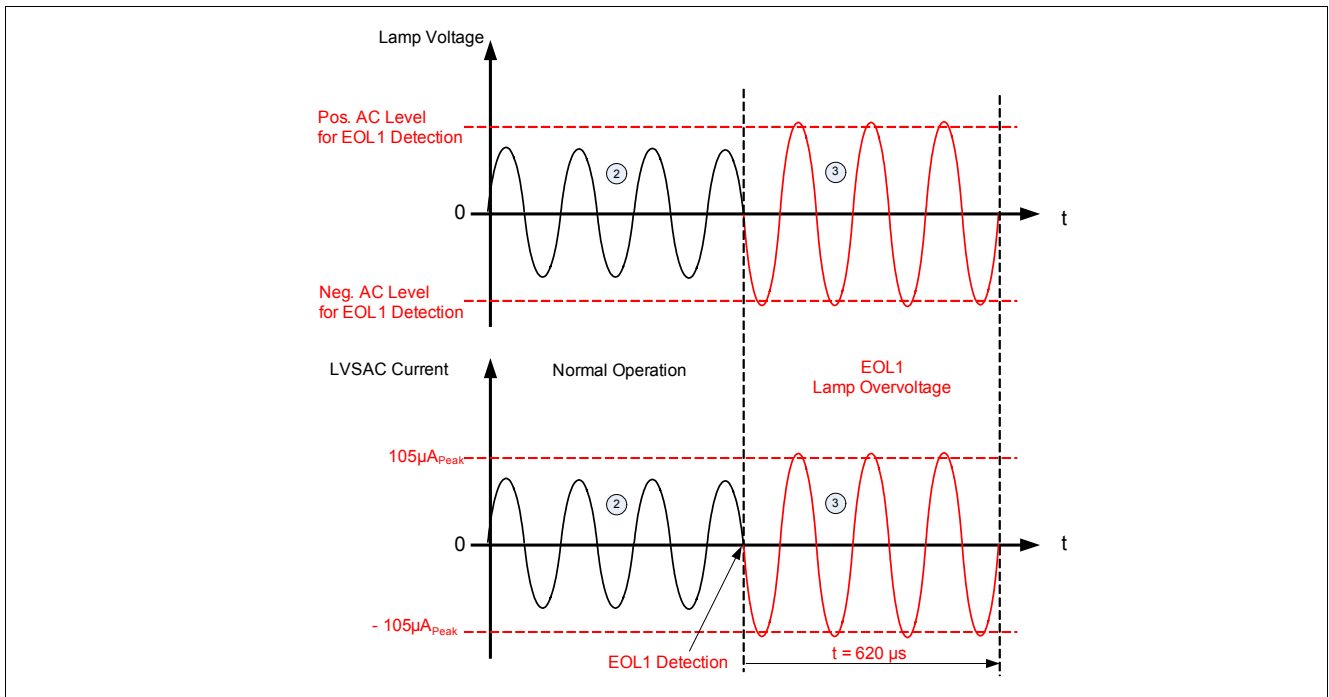 Lamp Voltage
Pos. AC Level
for EOL1 Detection
2
3
0
t
Neg. AC Level
for EOL1 Detection
LVSAC Current
Normal Operation
EOL1
Lamp Overvoltage
105µAPeak
2
3
0
t
- 105µAPeak
EOL1 Detection
t = 620 µs